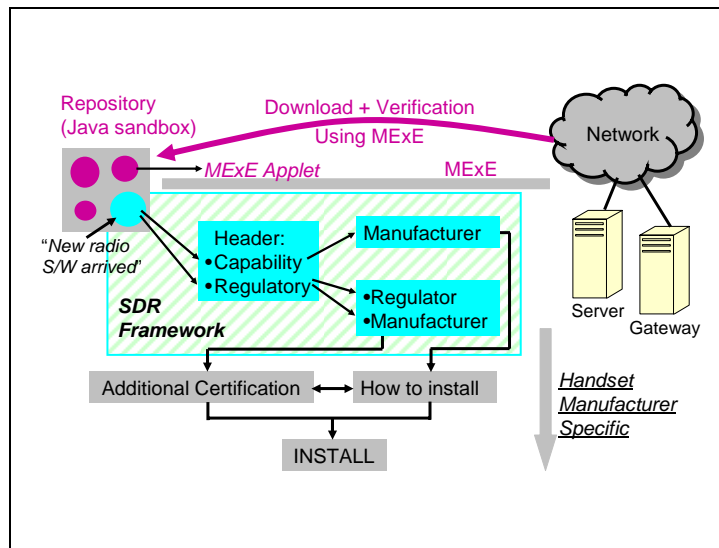 Repository
(Java sandbox)
Download + Verification
Using MExE
Network
MExE Applet
MExE
"New radio
S/W arrived"
Header:
•Capability
•Regulatory
Manufacturer
•Regulator
•Manufacturer
SDR
Framework
Server
Gateway
Additional Certification
How to install
Handset
Manufacturer
Specific
INSTALL